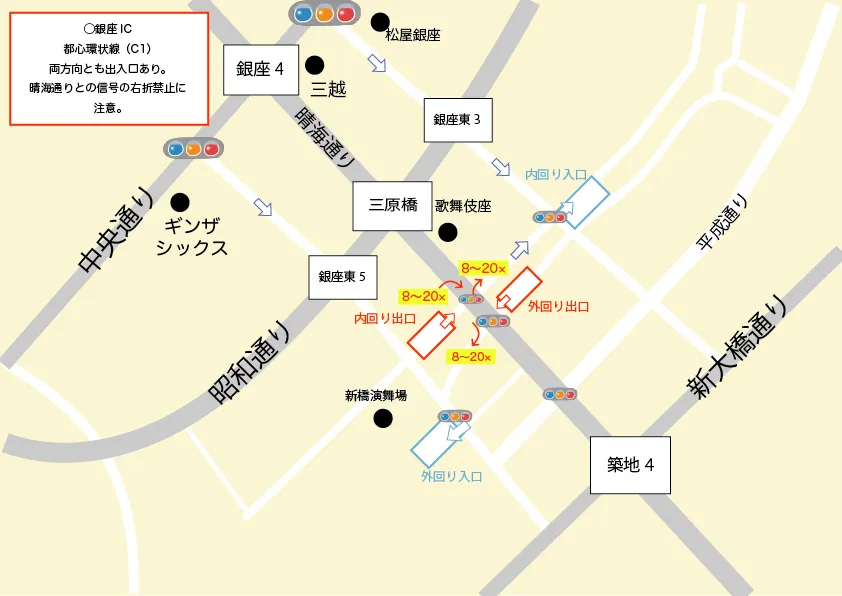 ○銀座 IC
都心環状線（C1）
両方向とも出入口あり。
晴海通りとの信号の右折禁止に
注意。
松屋銀座
銀座 4
三越
銀座東 3
晴海通り
内回り入口
三原橋
歌舞伎座
中央通り
ギンザ
シックス
平成通り
銀座東 5
8〜20×
8〜20×
外回り出口
内回り出口
8〜20×
昭和通り
新大橋通り
新橋演舞場
築地 4
外回り入口